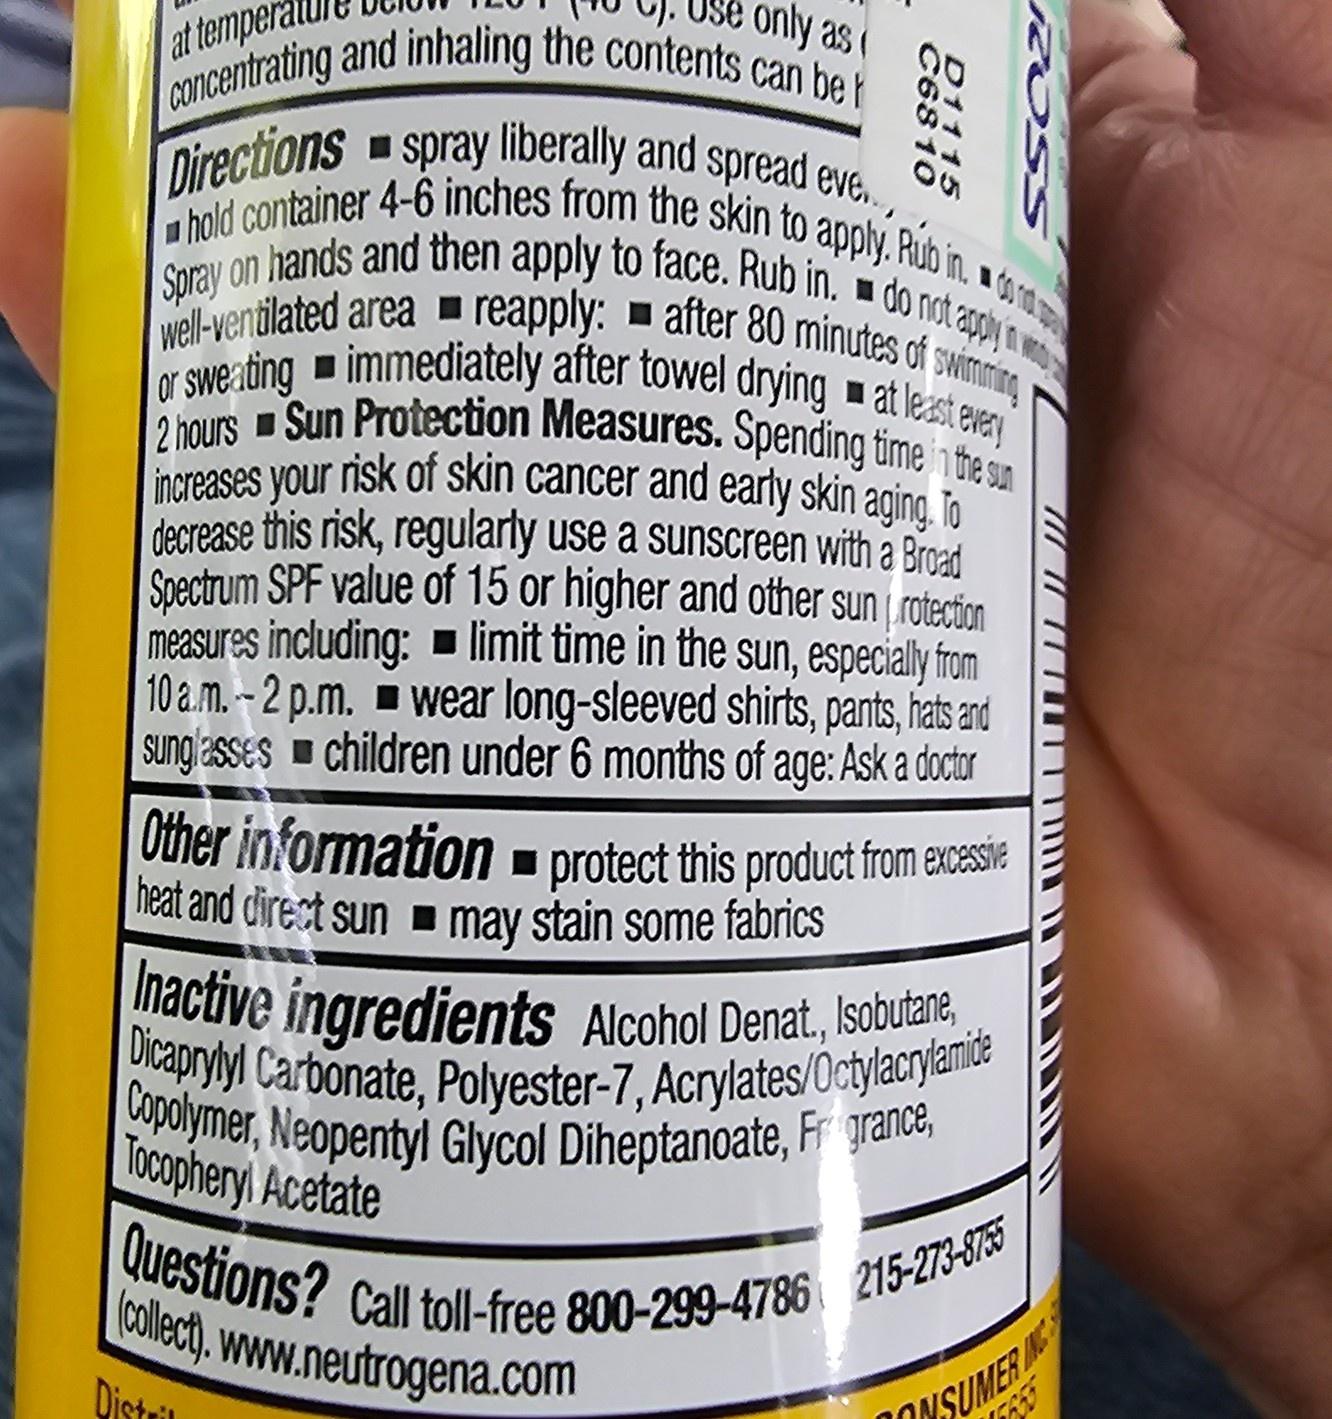 at temperature below 120°F Use only as
concentrating and inhaling the contents can be
Directions ▪ spray liberally and spread
▪ hold container 4-6 inches from the skin to apply. Rub in. ▪ do not
Spray on hands and then apply to face. Rub in. ▪ do not apply in
well-ventilated area ▪ reapply: ▪ after 80 minutes of swimming
or sweating ▪ immediately after towel drying ▪ at least every
2 hours ▪ Sun Protection Measures. Spending time in the sun
increases your risk of skin cancer and early skin aging. To
decrease this risk, regularly use a sunscreen with a Broad
Spectrum SPF value of 15 or higher and other sun protection
measures including: ▪ limit time in the sun, especially from
10 a.m. – 2 p.m. ▪ wear long-sleeved shirts, pants, hats and
sunglasses ▪ children under 6 months of age: Ask a doctor
Other information ▪ protect this product from excessive
heat and direct sun ▪ may stain some fabrics
Inactive ingredients Alcohol Denat., Isobutane,
Dicaprylyl Carbonate, Polyester-7, Acrylates/Octylacrylamide
Copolymer, Neopentyl Glycol Diheptanoate, Fragrance,
Tocopheryl Acetate
Questions? Call toll-free 800-299-4786 215-273-8755
(collect). www.neutrogena.com
CONSUMER INC.
D1115
C6810
ROSS